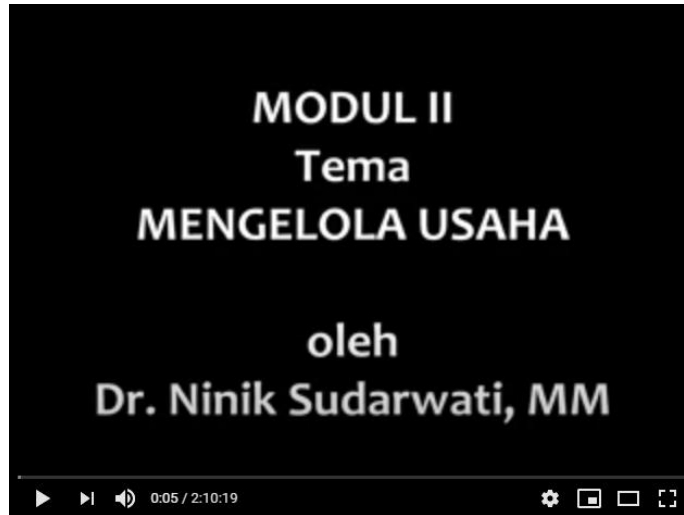 MODUL II
Tema
MENGELOLA USAHA
oleh
Dr. Ninik Sudarwati, MM
0:05 / 2:10:19